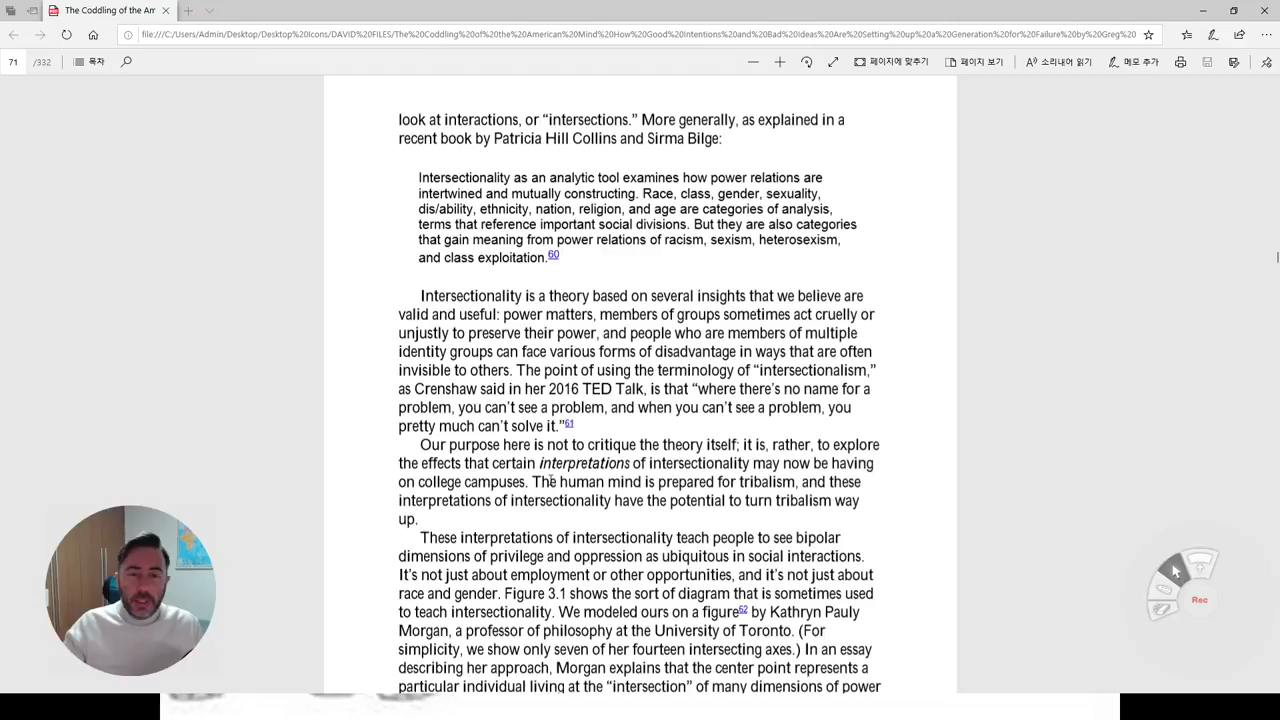 The Coddling of the Am
file:///C:/Users/Admin/Desktop/Desktop%20Icons/DAVID%20FILES/The%20Coddling%20of%20the%20American%20Mind%20How%20Good%20Intentions%20and%20Bad%20Ideas%20Are%20Setting%20up%20a%20Generation%20for%20Failure%20by%20Greg%20
71 /332 목차 페이지에 맞추기 페이지 보기 소리내어 읽기 메모 추가
look at interactions, or “intersections.” More generally, as explained in a
recent book by Patricia Hill Collins and Sirma Bilge:
Intersectionality as an analytic tool examines how power relations are
intertwined and mutually constructing. Race, class, gender, sexuality,
dis/ability, ethnicity, nation, religion, and age are categories of analysis,
terms that reference important social divisions. But they are also categories
that gain meaning from power relations of racism, sexism, heterosexism,
and class exploitation.60
Intersectionality is a theory based on several insights that we believe are
valid and useful: power matters, members of groups sometimes act cruelly or
unjustly to preserve their power, and people who are members of multiple
identity groups can face various forms of disadvantage in ways that are often
invisible to others. The point of using the terminology of “intersectionalism,”
as Crenshaw said in her 2016 TED Talk, is that “where there’s no name for a
problem, you can’t see a problem, and when you can’t see a problem, you
pretty much can’t solve it.”61
Our purpose here is not to critique the theory itself; it is, rather, to explore
the effects that certain interpretations of intersectionality may now be having
on college campuses. The human mind is prepared for tribalism, and these
interpretations of intersectionality have the potential to turn tribalism way
up.
These interpretations of intersectionality teach people to see bipolar
dimensions of privilege and oppression as ubiquitous in social interactions.
It’s not just about employment or other opportunities, and it’s not just about
race and gender. Figure 3.1 shows the sort of diagram that is sometimes used
to teach intersectionality. We modeled ours on a figure62 by Kathryn Pauly
Morgan, a professor of philosophy at the University of Toronto. (For
simplicity, we show only seven of her fourteen intersecting axes.) In an essay
describing her approach, Morgan explains that the center point represents a
particular individual living at the “intersection” of many dimensions of power
Rec